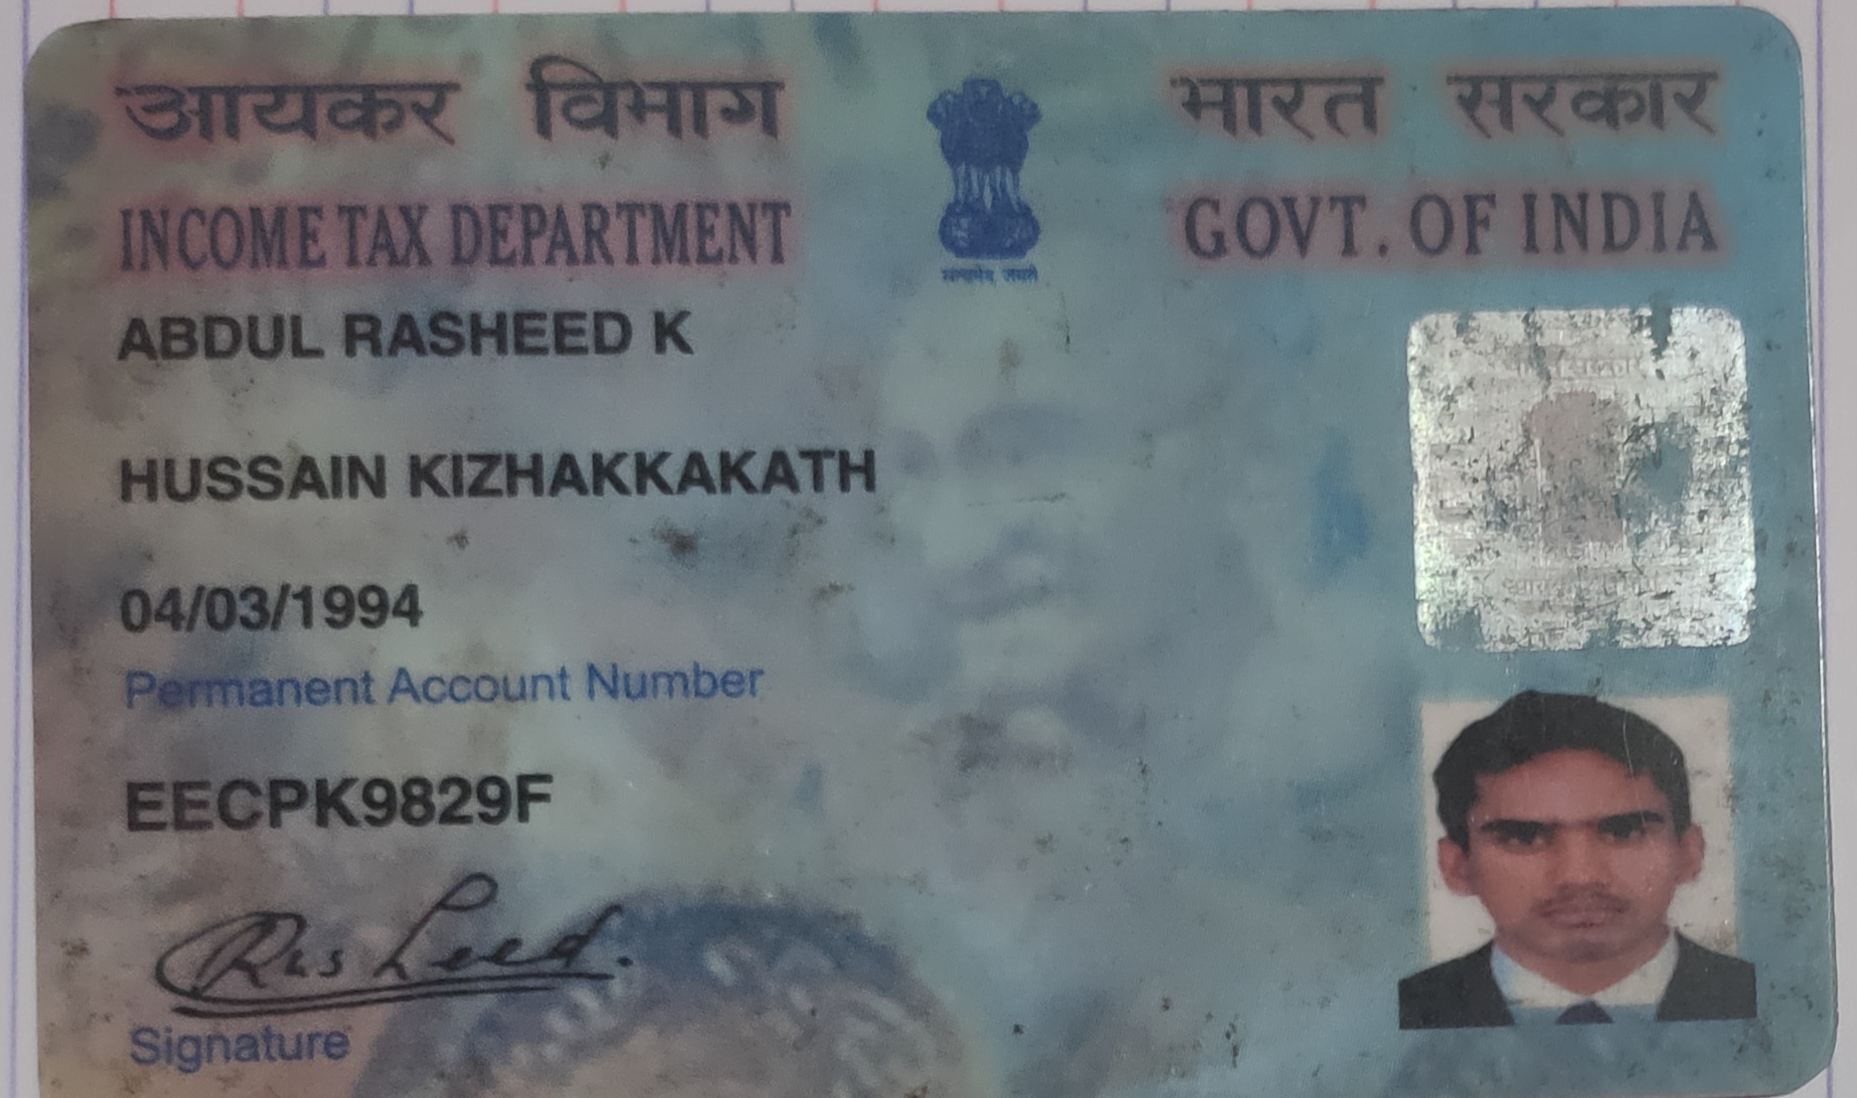 आयकर विभाग
भारत सरकार
INCOME TAX DEPARTMENT
GOVT. OF INDIA
सत्यमेव जयते
ABDUL RASHEED K
HUSSAIN KIZHAKKAKATH
04/03/1994
Permanent Account Number
EECPK9829F
Rasheed.
Signature